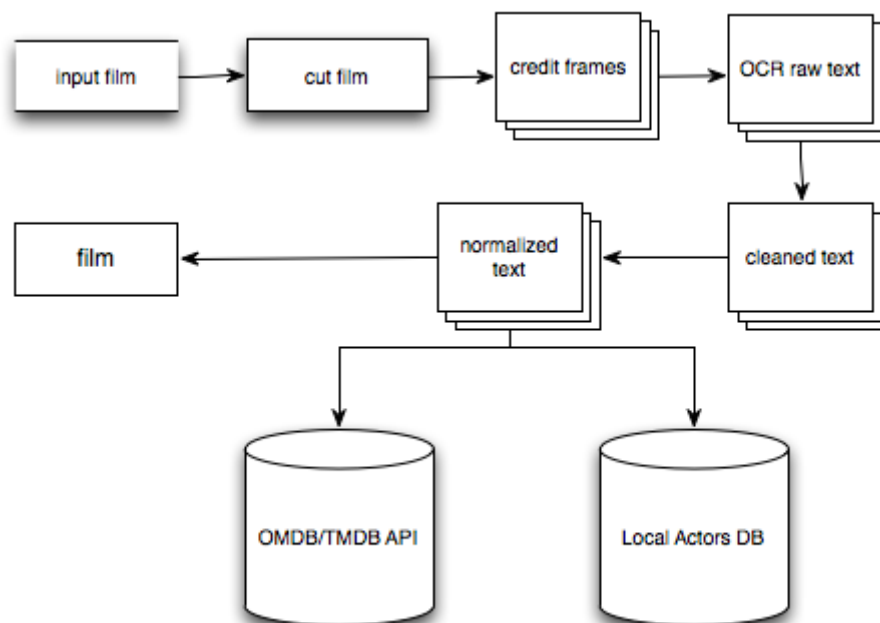 input film
cut film
credit frames
OCR raw text
film
normalized
text
cleaned text
OMDB/TMDB API
Local Actors DB